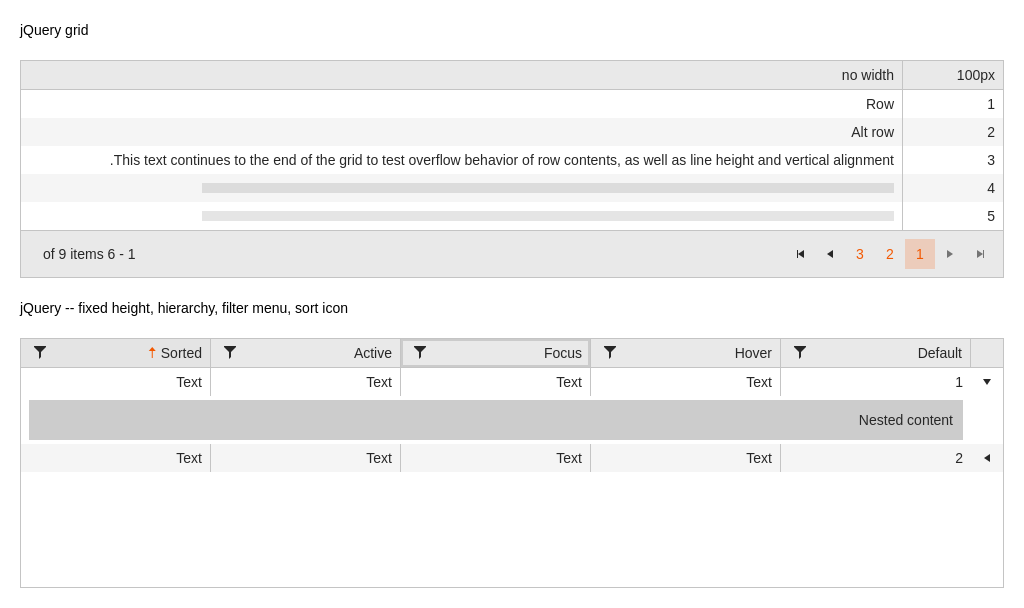 jQuery grid
no width 100px
Row 1
Alt row 2
.This text continues to the end of the grid to test overflow behavior of row contents, as well as line height and vertical alignment 3
4
5
of 9 items 6 - 1 3 2 1
jQuery -- fixed height, hierarchy, filter menu, sort icon
Sorted Active Focus Hover Default
Text Text Text Text 1
Nested content
Text Text Text Text 2